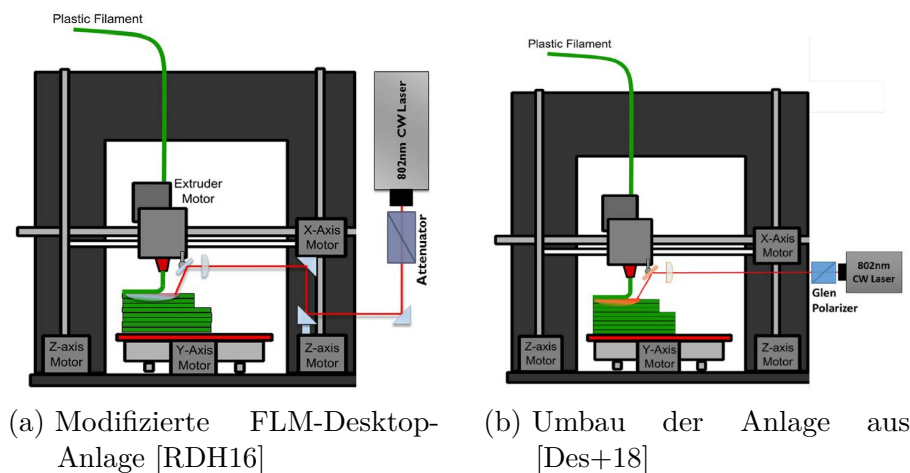 Plastic Filament
802nm CW Laser
Extruder
Motor
Attenuator
X-Axis
Motor
Z-axis
Motor
Y-Axis
Motor
Z-axis
Motor
(a) Modifizierte FLM-Desktop-
Anlage [RDH16]
Plastic Filament
X-Axis
Motor
802nm
CW Laser
Glen
Polarizer
Z-axis
Motor
Y-Axis
Motor
Z-axis
Motor
(b) Umbau der Anlage aus
[Des+18]